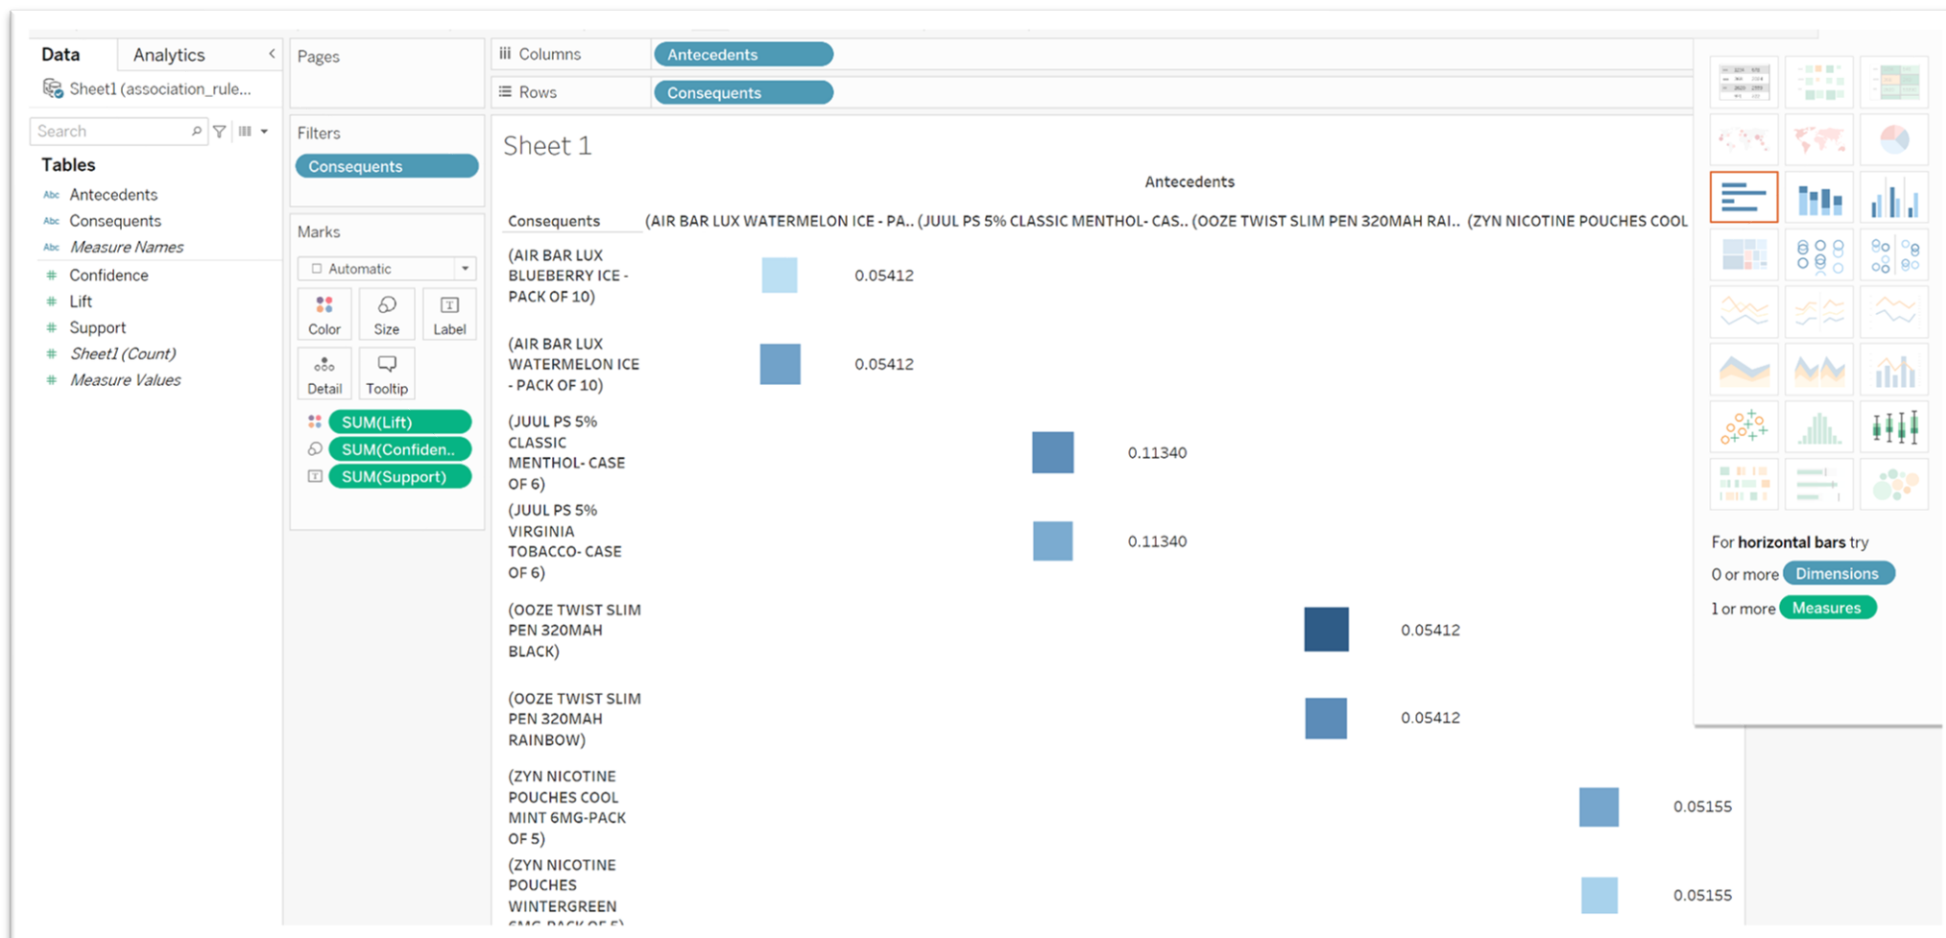 Data
Analytics
Sheet1 (association_rule...
Search
Tables
Abc Antecedents
Abc Consequents
Abc Measure Names
# Confidence
# Lift
# Support
# Sheet1 (Count)
# Measure Values
Pages
Filters
Consequents
Marks
Automatic
Color Size Label
Detail Tooltip
SUM(Lift)
SUM(Confiden..
SUM(Support)
Columns Antecedents
Rows Consequents
Sheet 1
Antecedents
Consequents (AIR BAR LUX WATERMELON ICE - PA.. (JUUL PS 5% CLASSIC MENTHOL- CAS.. (OOZE TWIST SLIM PEN 320MAH RAI.. (ZYN NICOTINE POUCHES COOL
(AIR BAR LUX
BLUEBERRY ICE -
PACK OF 10)
0.05412
(AIR BAR LUX
WATERMELON ICE
- PACK OF 10)
0.05412
(JUUL PS 5%
CLASSIC
MENTHOL- CASE
OF 6)
0.11340
(JUUL PS 5%
VIRGINIA
TOBACCO- CASE
OF 6)
0.11340
(OOZE TWIST SLIM
PEN 320MAH
BLACK)
0.05412
(OOZE TWIST SLIM
PEN 320MAH
RAINBOW)
0.05412
(ZYN NICOTINE
POUCHES COOL
MINT 6MG-PACK
OF 5)
0.05155
(ZYN NICOTINE
POUCHES
WINTERGREEN
6MG-PACK OF 5)
0.05155
For horizontal bars try
0 or more Dimensions
1 or more Measures